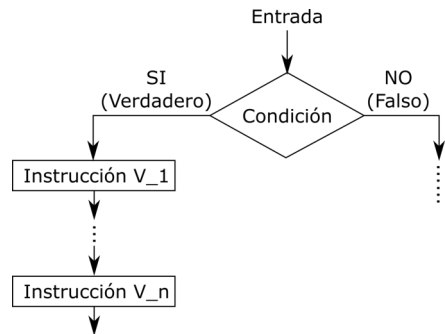 Entrada
SI
(Verdadero)
NO
(Falso)
Condición
Instrucción V_1
Instrucción V_n